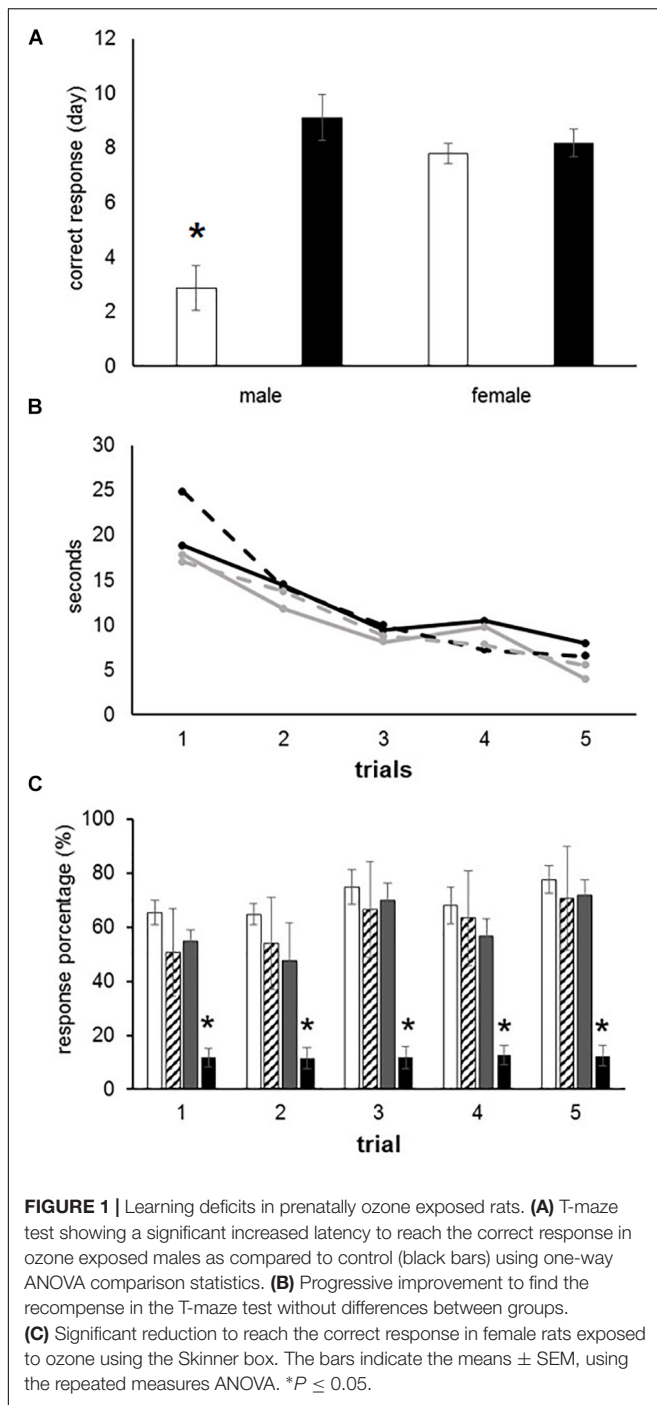 A
12
10
8
6
4
2
0
correct response (day)
*
male
female
B
30
25
20
15
10
5
0
seconds
1 2 3 4 5
trials
C
100
80
60
40
20
0
response porcentage (%)
* * * * *
1 2 3 4 5
trial
FIGURE 1 | Learning deficits in prenatally ozone exposed rats. (A) T-maze
test showing a significant increased latency to reach the correct response in
ozone exposed males as compared to control (black bars) using one-way
ANOVA comparison statistics. (B) Progressive improvement to find the
recompense in the T-maze test without differences between groups.
(C) Significant reduction to reach the correct response in female rats exposed
to ozone using the Skinner box. The bars indicate the means ± SEM, using
the repeated measures ANOVA. *P ≤ 0.05.